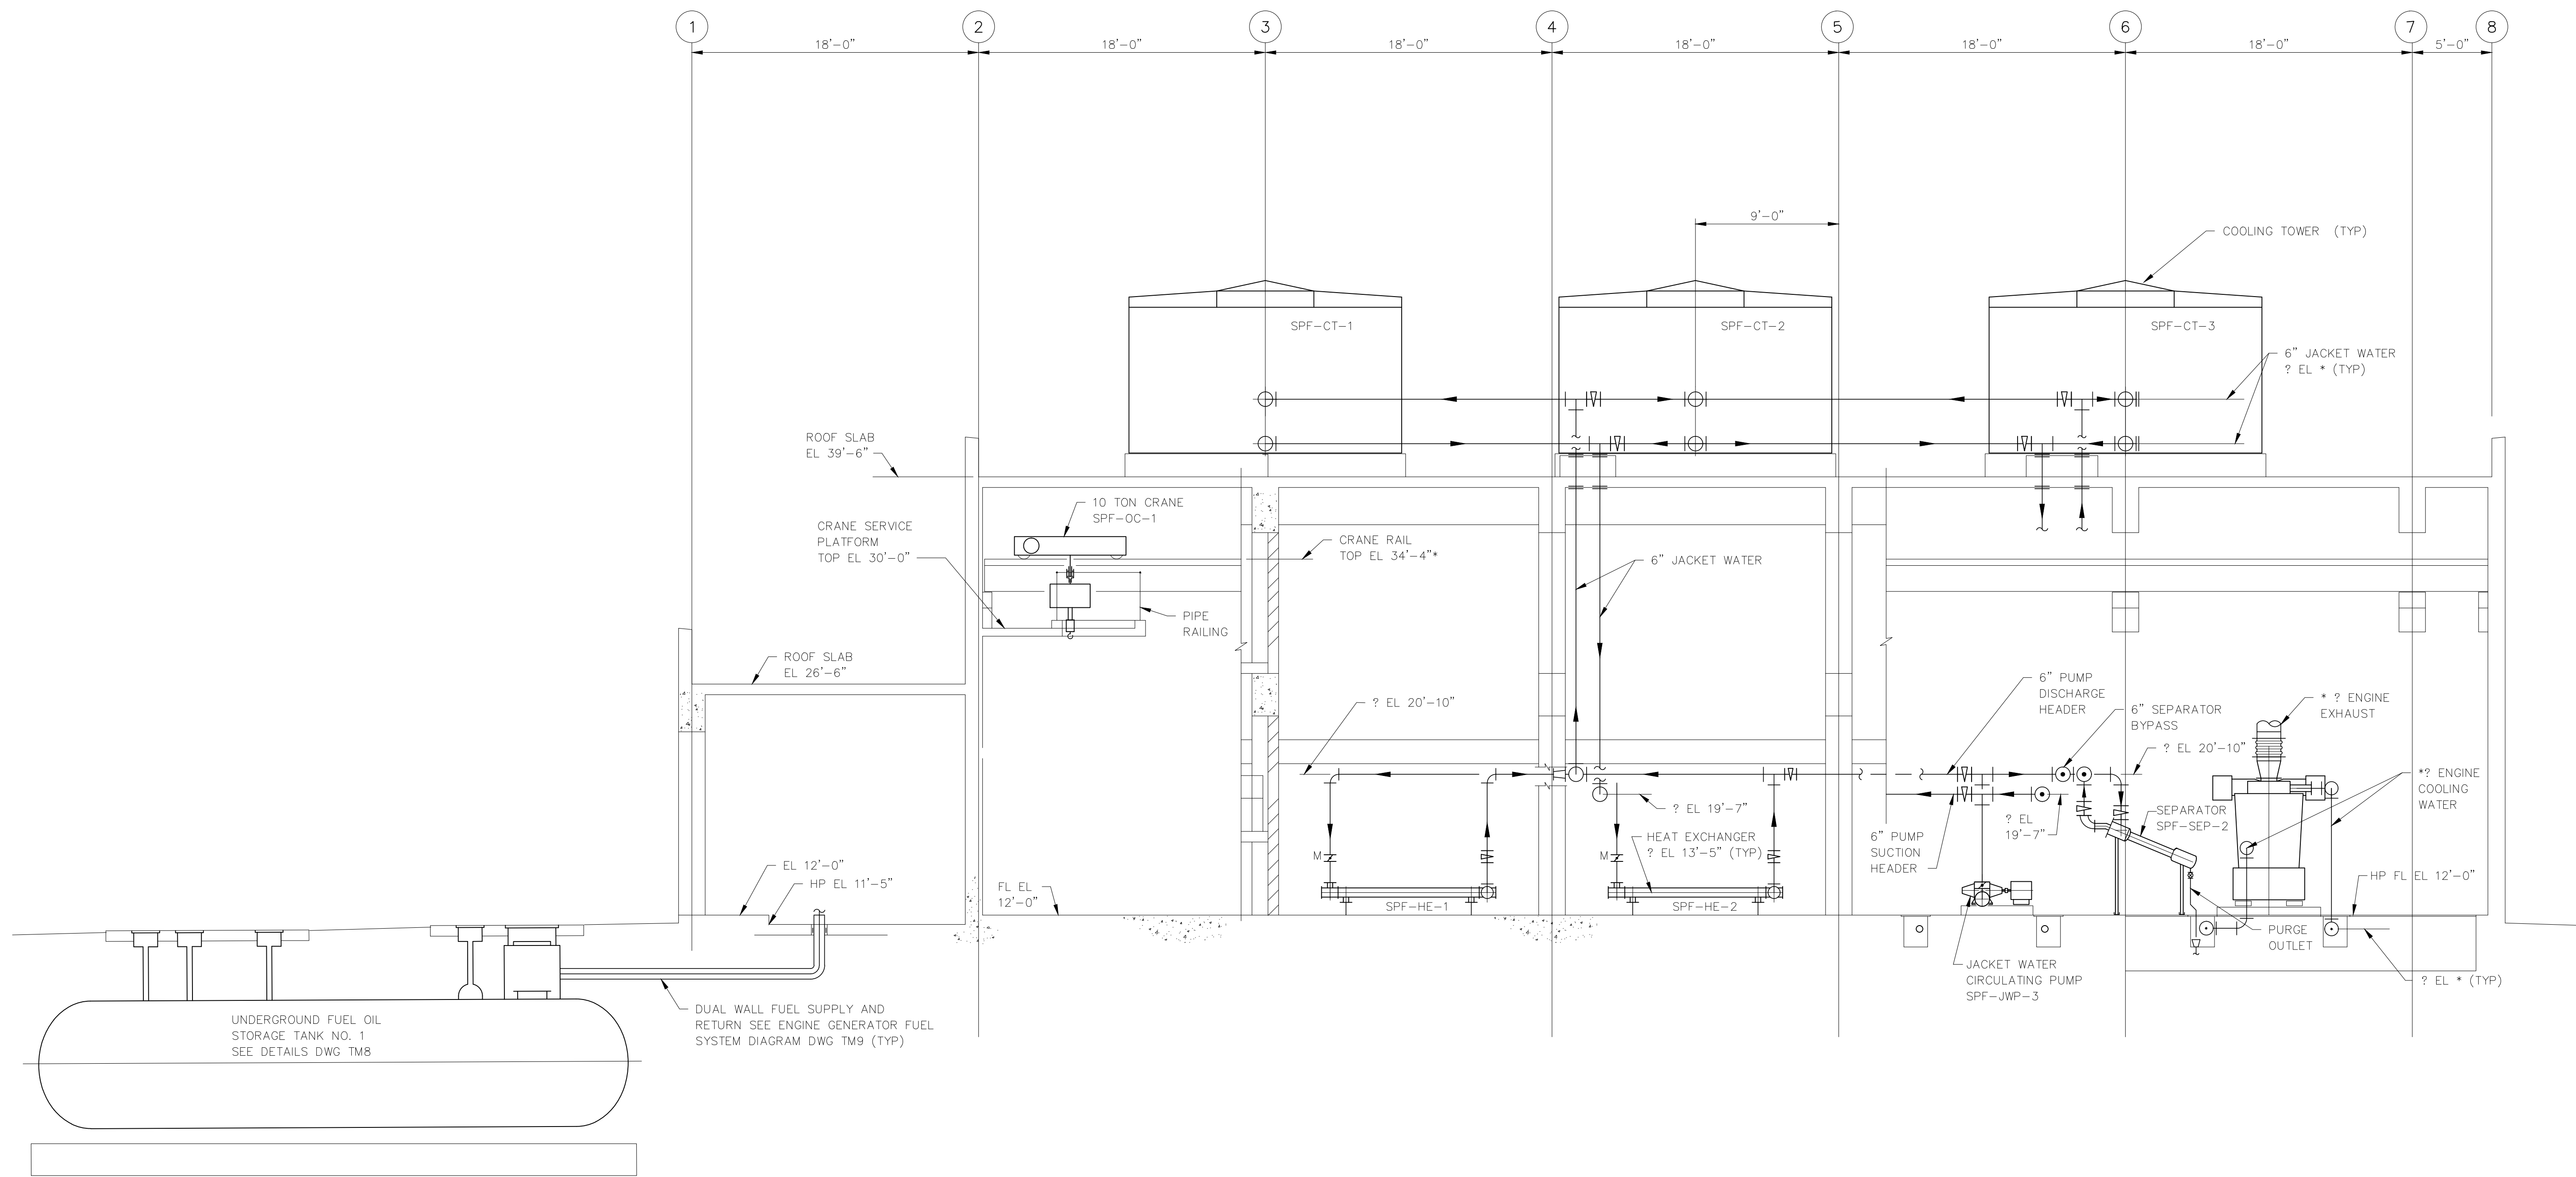 1 2 3 4 5 6 7 8
18'-0" 18'-0" 18'-0" 18'-0" 18'-0" 18'-0" 5'-0"
9'-0"
COOLING TOWER (TYP)
SPF-CT-1
SPF-CT-2
SPF-CT-3
6" JACKET WATER
? EL * (TYP)
ROOF SLAB
EL 39'-6"
10 TON CRANE
SPF-OC-1
CRANE SERVICE
PLATFORM
TOP EL 30'-0"
CRANE RAIL
TOP EL 34'-4"*
6" JACKET WATER
PIPE
RAILING
ROOF SLAB
EL 26'-6"
? EL 20'-10"
6" PUMP
DISCHARGE
HEADER
6" SEPARATOR
BYPASS
? EL 20'-10"
* ? ENGINE
EXHAUST
*? ENGINE
COOLING
WATER
? EL 19'-7"
? EL
19'-7"
SEPARATOR
SPF-SEP-2
6" PUMP
SUCTION
HEADER
HEAT EXCHANGER
? EL 13'-5" (TYP)
M
M
EL 12'-0"
HP EL 11'-5"
FL EL
12'-0"
SPF-HE-1
SPF-HE-2
HP FL EL 12'-0"
PURGE
OUTLET
JACKET WATER
CIRCULATING PUMP
SPF-JWP-3
? EL * (TYP)
DUAL WALL FUEL SUPPLY AND
RETURN SEE ENGINE GENERATOR FUEL
SYSTEM DIAGRAM DWG TM9 (TYP)
UNDERGROUND FUEL OIL
STORAGE TANK NO. 1
SEE DETAILS DWG TM8